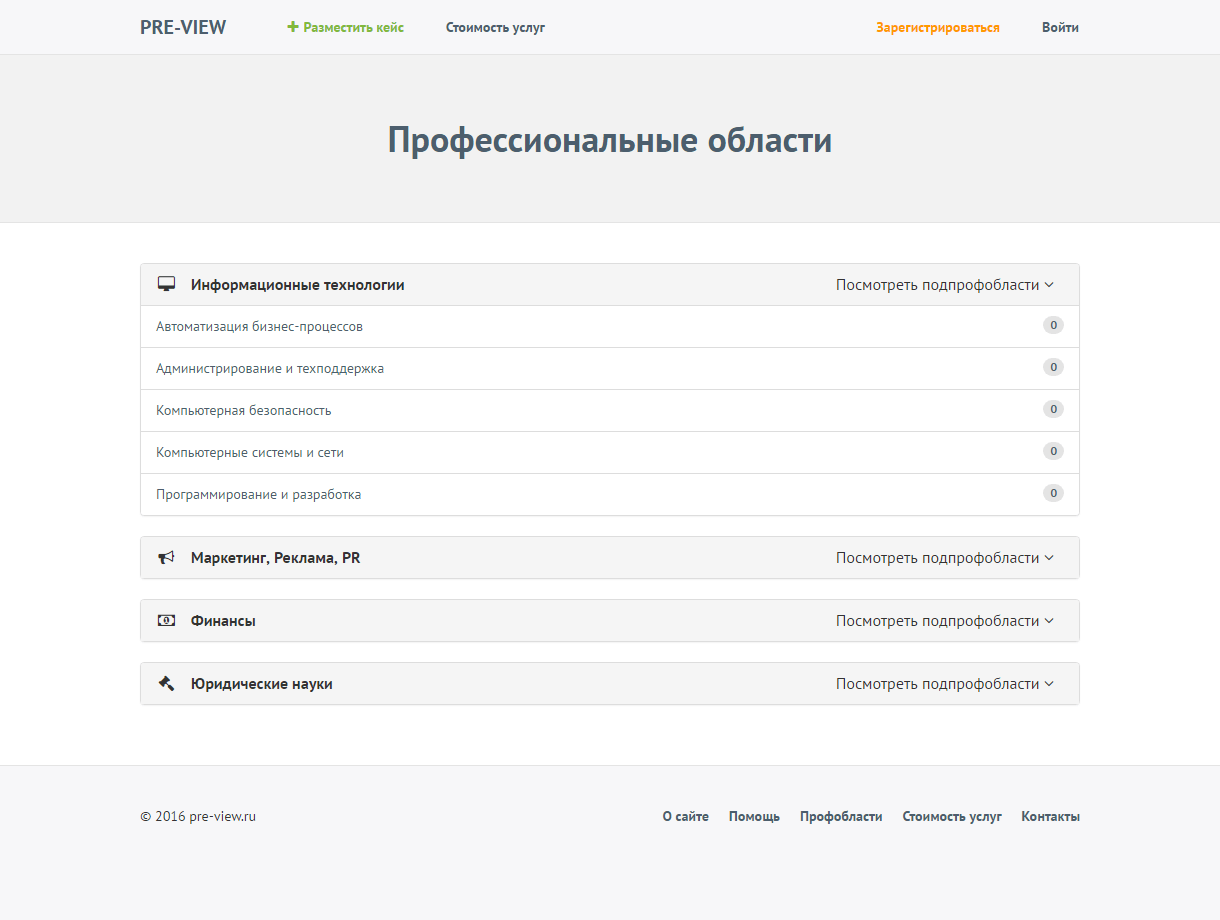 PRE-VIEW Разместить кейс Стоимость услуг Зарегистрироваться Войти
Профессиональные области
Информационные технологии Посмотреть подпрофобласти
Автоматизация бизнес-процессов 0
Администрирование и техподдержка 0
Компьютерная безопасность 0
Компьютерные системы и сети 0
Программирование и разработка 0
Маркетинг, Реклама, PR Посмотреть подпрофобласти
Финансы Посмотреть подпрофобласти
Юридические науки Посмотреть подпрофобласти
© 2016 pre-view.ru О сайте Помощь Профобласти Стоимость услуг Контакты